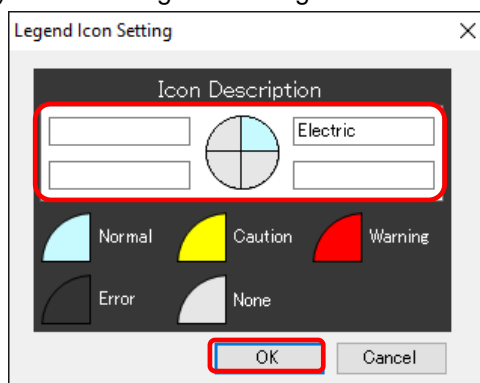 Legend Icon Setting
Icon Description
Electric
Normal Caution Warning
Error None
OK Cancel